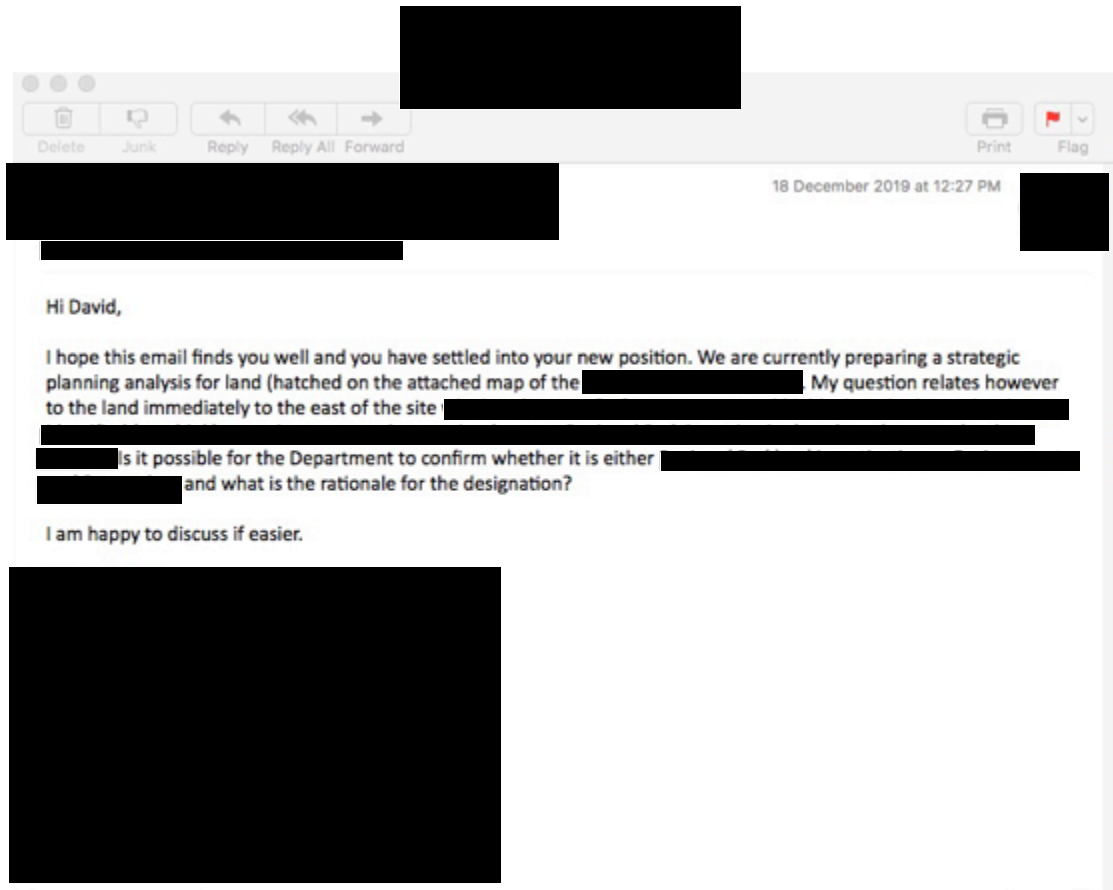 Delete Junk Reply Reply All Forward Print Flag
18 December 2019 at 12:27 PM
Hi David,
I hope this email finds you well and you have settled into your new position. We are currently preparing a strategic
planning analysis for land (hatched on the attached map of the . My question relates however
to the land immediately to the east of the site
Is it possible for the Department to confirm whether it is either
and what is the rationale for the designation?
I am happy to discuss if easier.